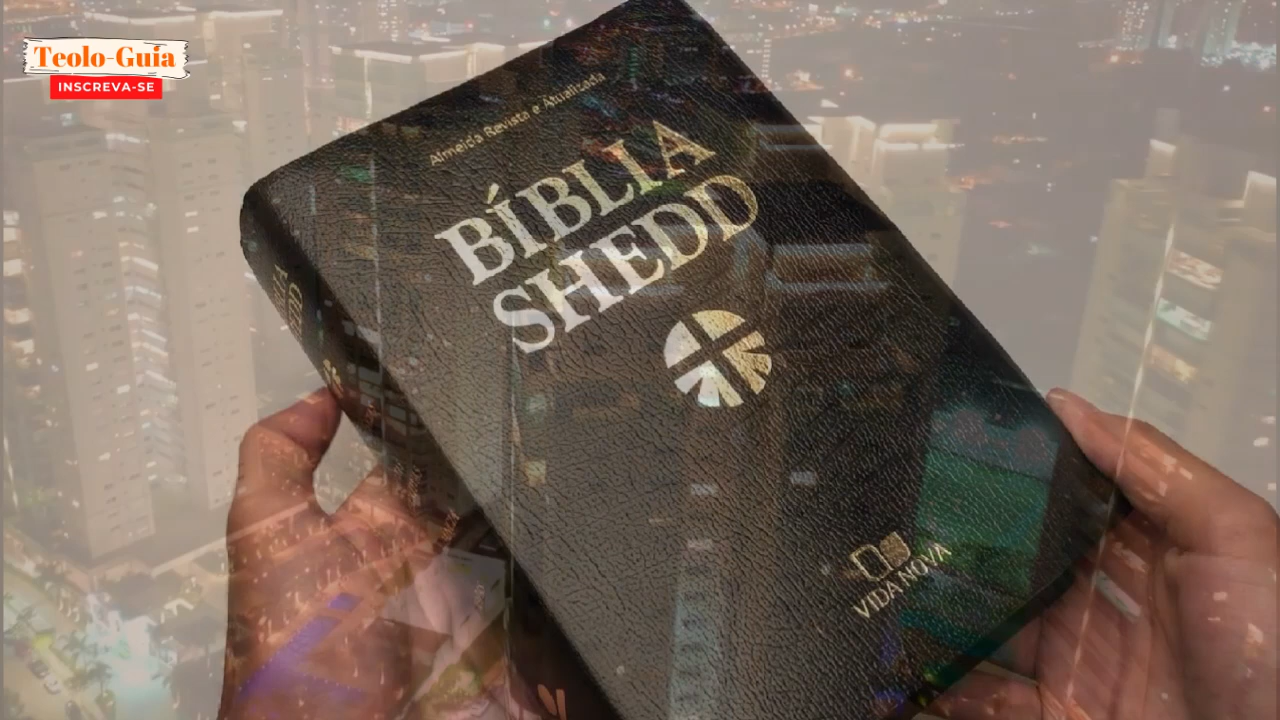 Teolo-Guia
INSCREVA-SE
Almeida Revista e Atualizada
BÍBLIA
SHEDD
VIDA NOVA